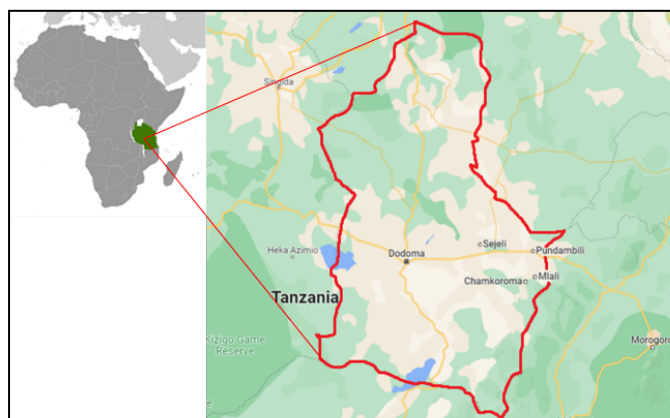 Singida
Heka Azimio
Dodoma
Sejeli
Pundambili
Chamkoroma
Mlali
Tanzania
Kizigo Game
Reserve
Morogoro